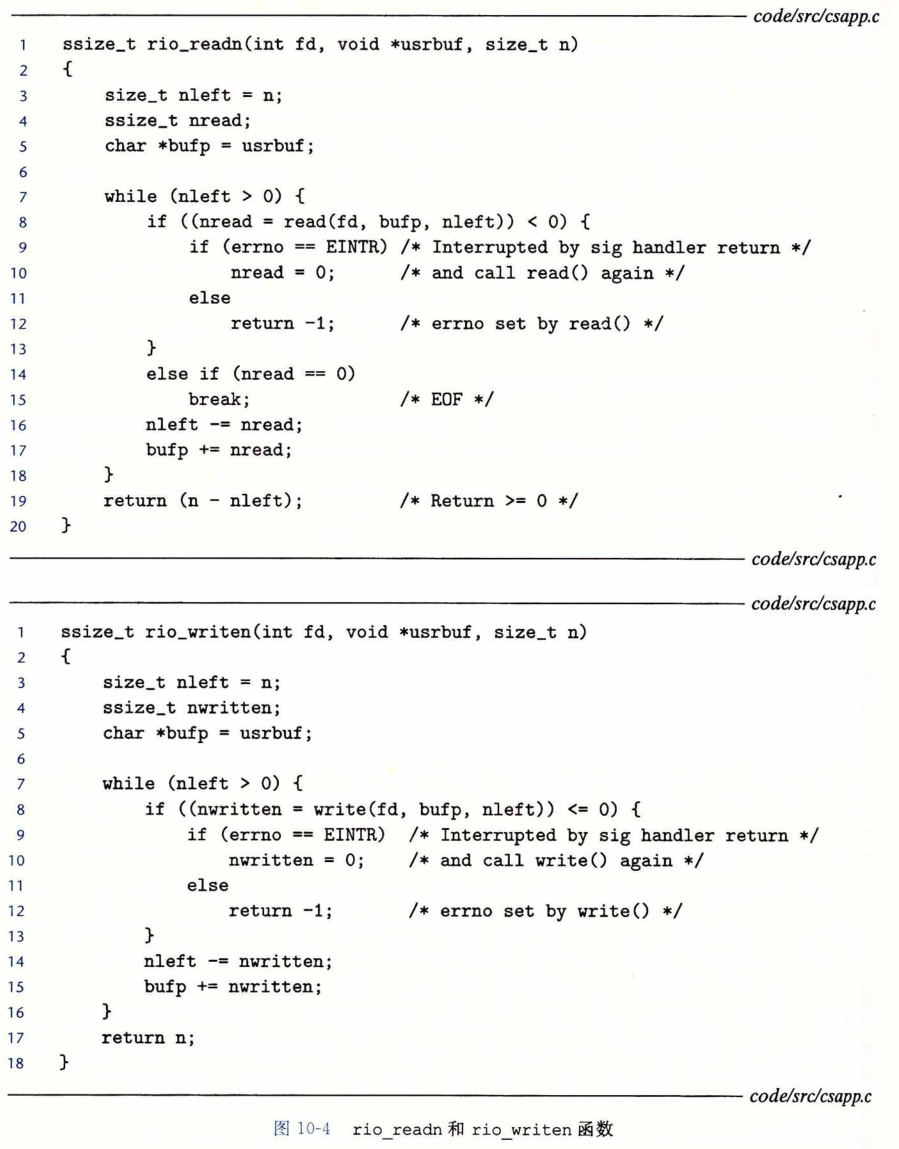 code/src/csapp.c
1 ssize_t rio_readn(int fd, void *usrbuf, size_t n)
2 {
3 size_t nleft = n;
4 ssize_t nread;
5 char *bufp = usrbuf;
6
7 while (nleft > 0) {
8 if ((nread = read(fd, bufp, nleft)) < 0) {
9 if (errno == EINTR) /* Interrupted by sig handler return */
10 nread = 0; /* and call read() again */
11 else
12 return -1; /* errno set by read() */
13 }
14 else if (nread == 0)
15 break; /* EOF */
16 nleft -= nread;
17 bufp += nread;
18 }
19 return (n - nleft); /* Return >= 0 */
20 }
code/src/csapp.c
code/src/csapp.c
1 ssize_t rio_writen(int fd, void *usrbuf, size_t n)
2 {
3 size_t nleft = n;
4 ssize_t nwritten;
5 char *bufp = usrbuf;
6
7 while (nleft > 0) {
8 if ((nwritten = write(fd, bufp, nleft)) <= 0) {
9 if (errno == EINTR) /* Interrupted by sig handler return */
10 nwritten = 0; /* and call write() again */
11 else
12 return -1; /* errno set by write() */
13 }
14 nleft -= nwritten;
15 bufp += nwritten;
16 }
17 return n;
18 }
code/src/csapp.c
图 10-4 rio_readn 和 rio_writen 函数